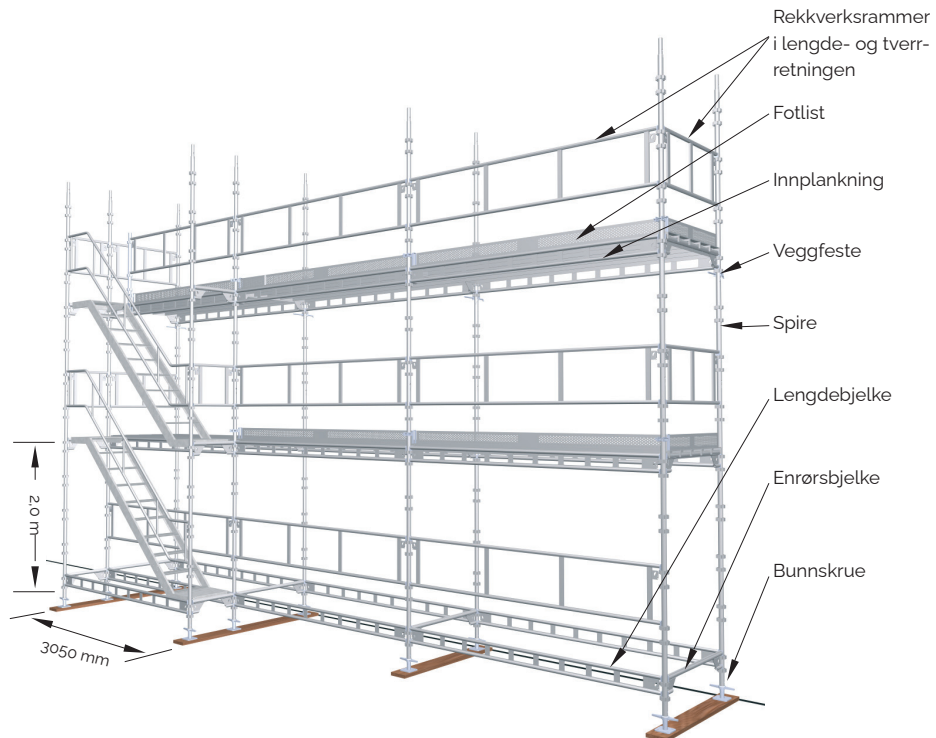 Rekkverksrammer
i lengde- og tverr-
retningen
Fotlist
Innplankning
Veggfeste
Spire
Lengdebjelke
Enrørsbjelke
Bunnskrue
2,0 m
3050 mm